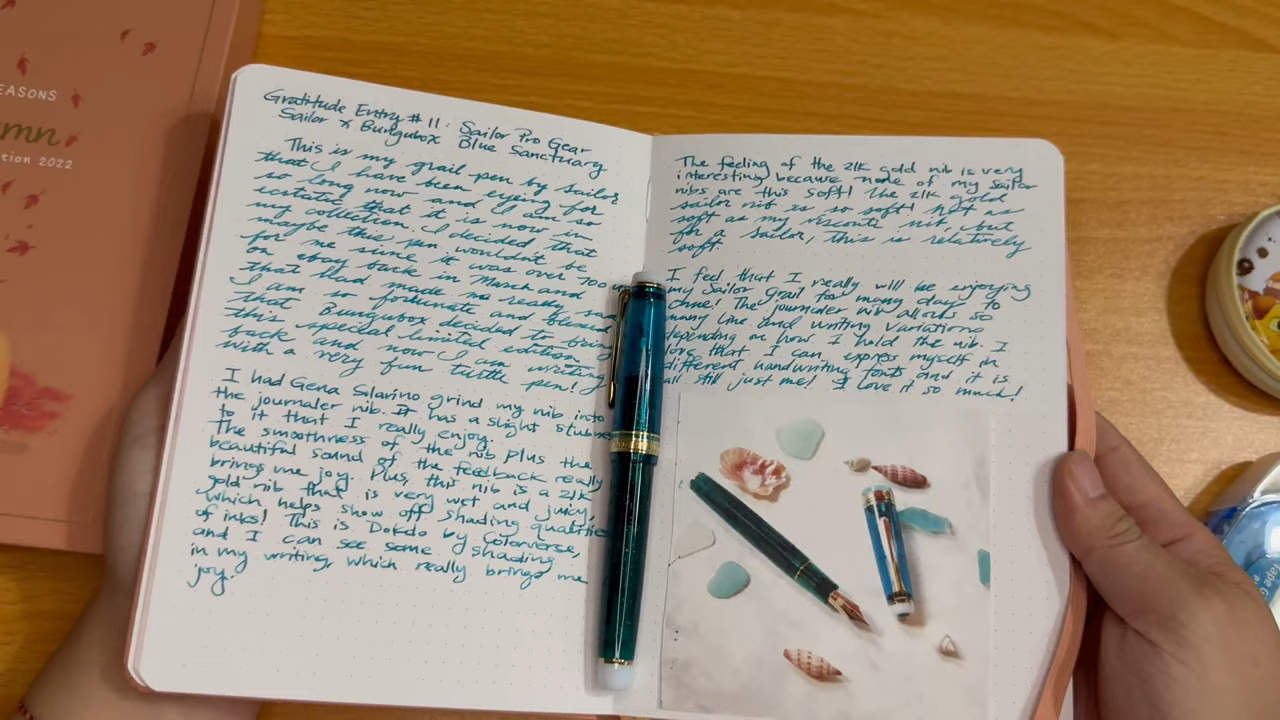 EASONS
mn
tion 2022
Gratitude Entry #11: Sailor Pro Gear
Sailor x Bungubox Blue Sanctuary
This is my grail pen by Sailor
that I have been eyeing for
so long now and I am so
ecstatic that it is now in
my collection. I decided that
maybe this pen wouldn't be
for me since it was over 700
on ebay back in March and
that had made me really sa
I am so fortunate and blessed
that Bungubox decided to bring
this special limited edition
back and now I am writing
with a very fun turtle pen!
I had Gena Salarino grind my nib into
the journaler nib. It has a slight stubbne
to it that I really enjoy.
The smoothness of the nib plus the
beautiful sound of the feedback really
brings me joy. Plus, this nib is a 21k
gold nib that is very wet and juicy,
which helps show off shading qualitie
of inks! This is Dokdo by Colorverse,
and I can see some shading
in my writing, which really brings me
joy.
The feeling of the 21k gold nib is very
interesting because none of my Sailor
nibs are this soft! The 21k gold
sailor nib is so soft! Not as
soft as my Visconti nib, but
for a Sailor, this is relatively
soft.
I feel that I really will be enjoying
my Sailor Grail for many days to
come! The journaler nib allows so
many line and writing variations
depending on how I hold the nib. I
love that I can express myself in
different handwriting fonts and it is
all still just me! I love it so much!